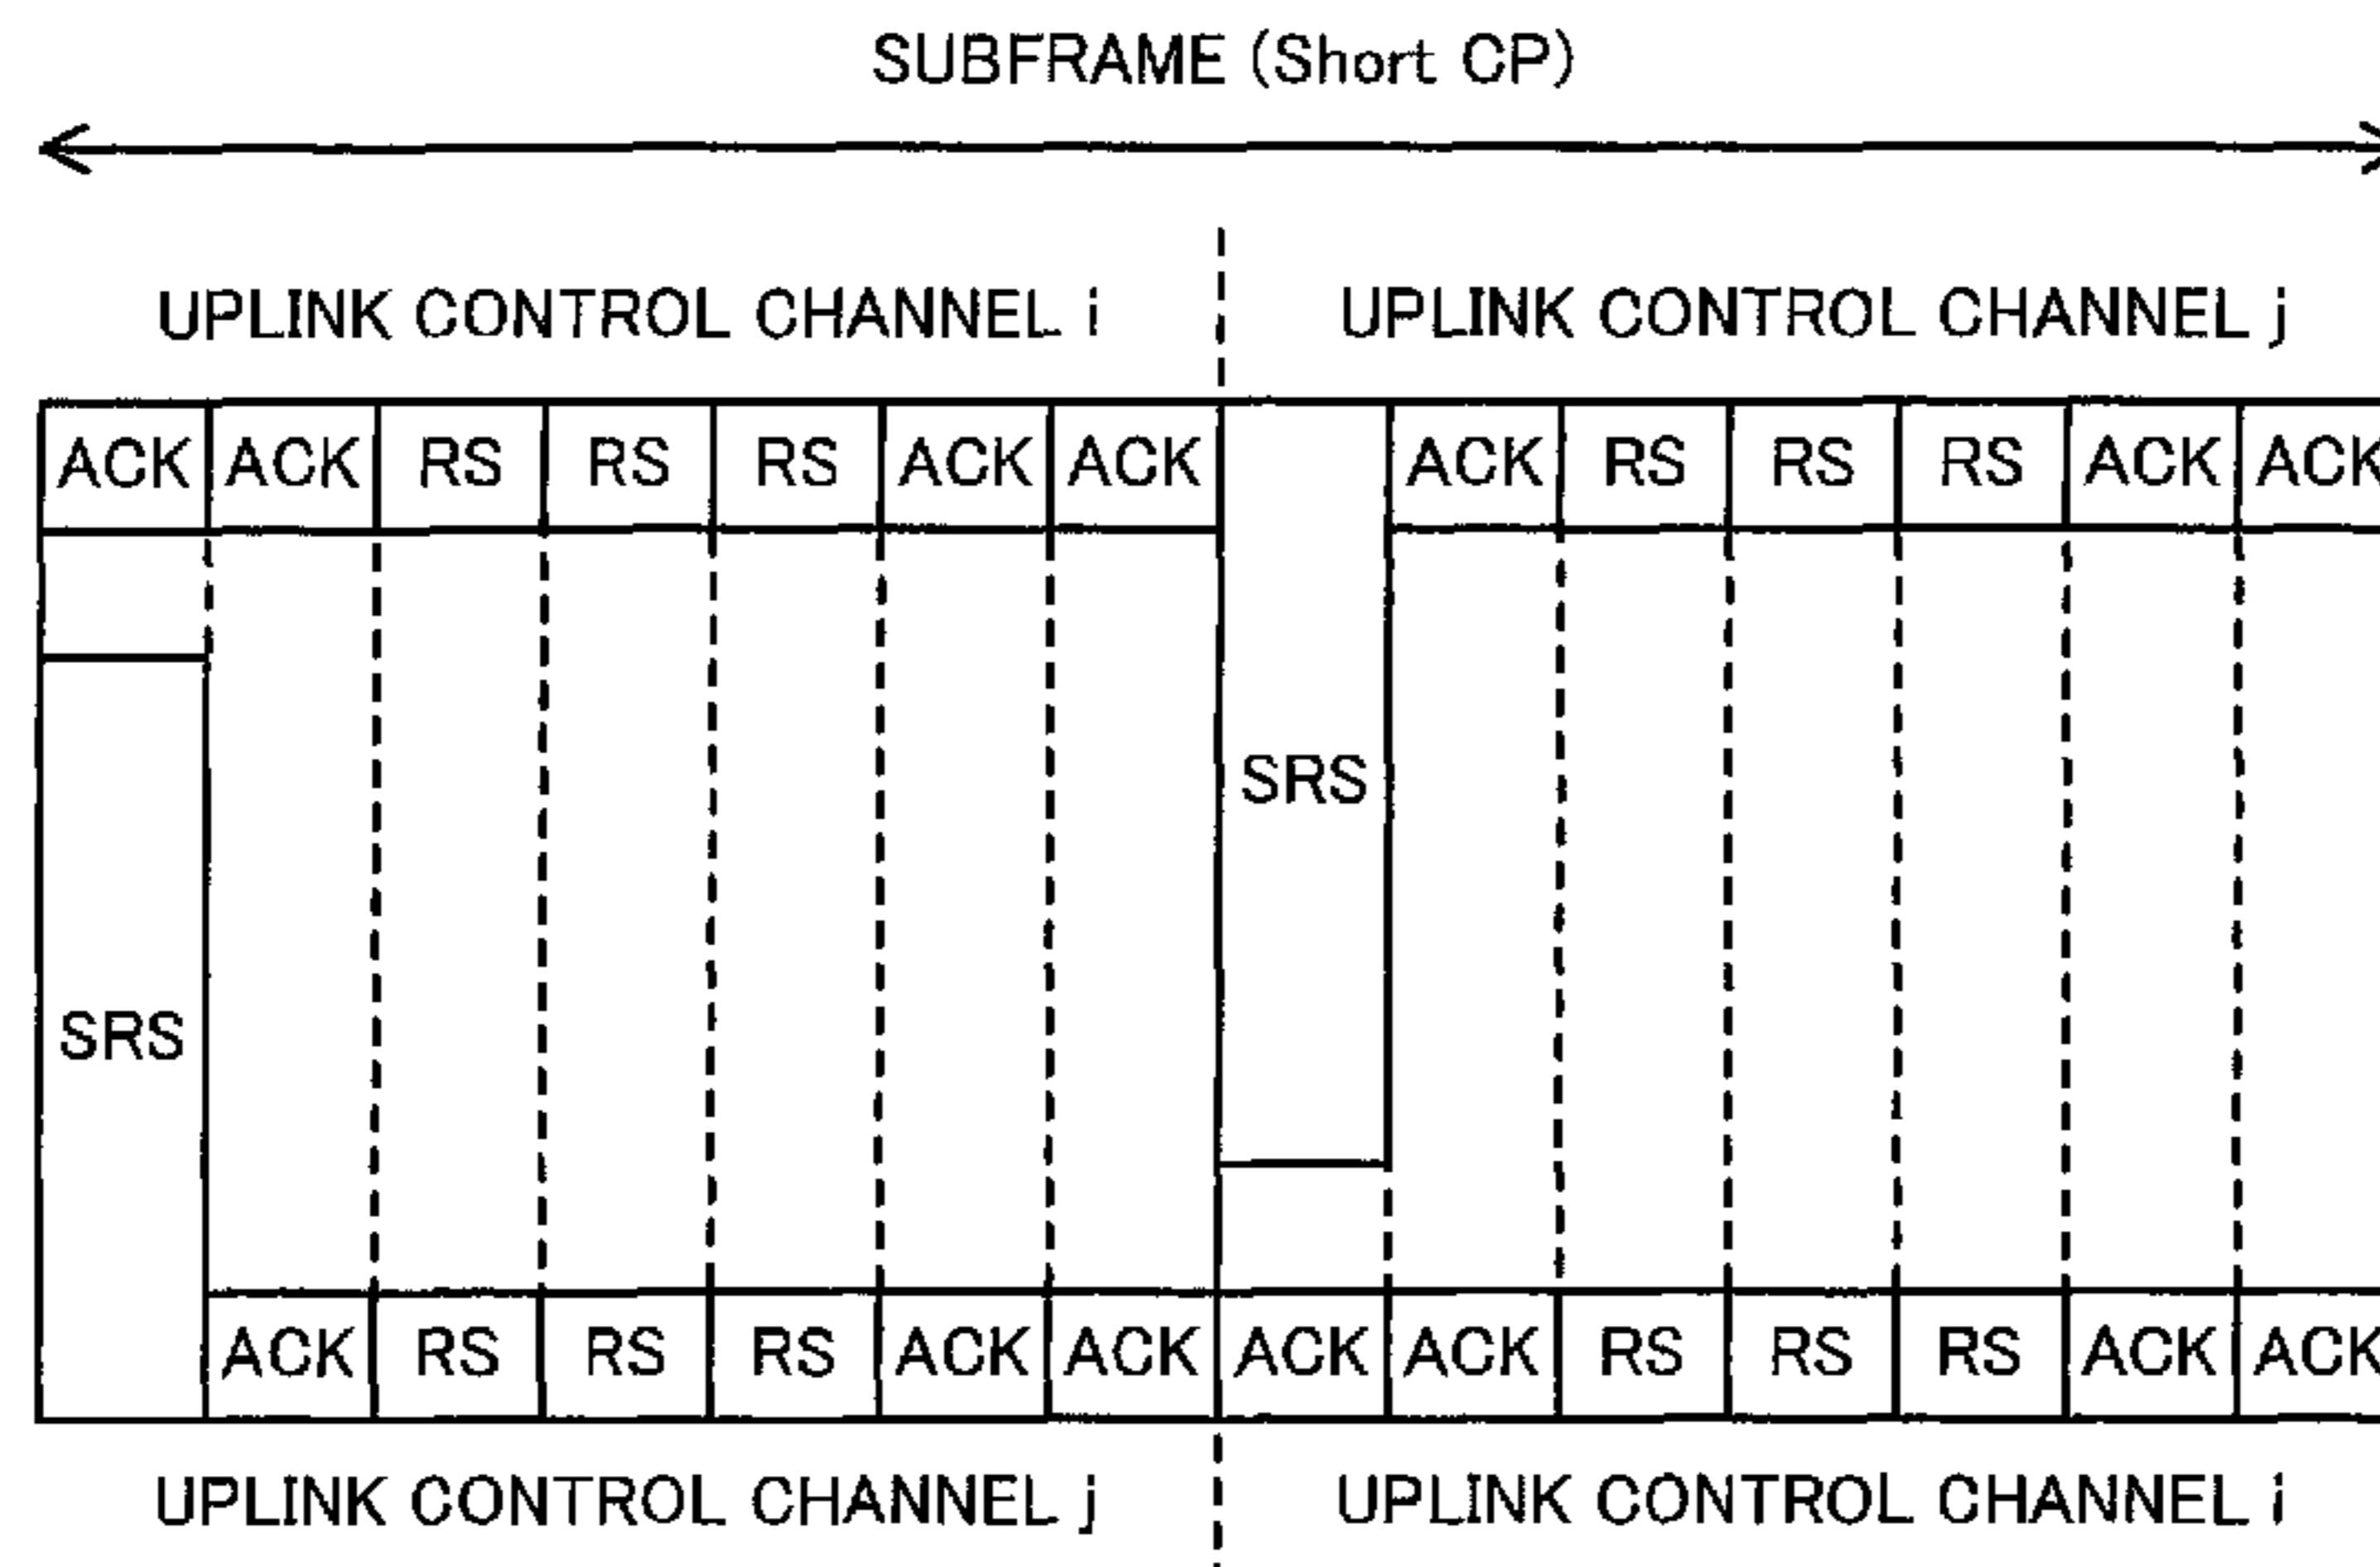 SUBFRAME (Short CP)
UPLINK CONTROL CHANNEL i UPLINK CONTROL CHANNEL j
ACK ACK RS RS RS ACK ACK ACK RS RS RS ACK ACK
SRS
SRS
ACK RS RS RS ACK ACK ACK ACK RS RS RS ACK ACK
UPLINK CONTROL CHANNEL j UPLINK CONTROL CHANNEL i